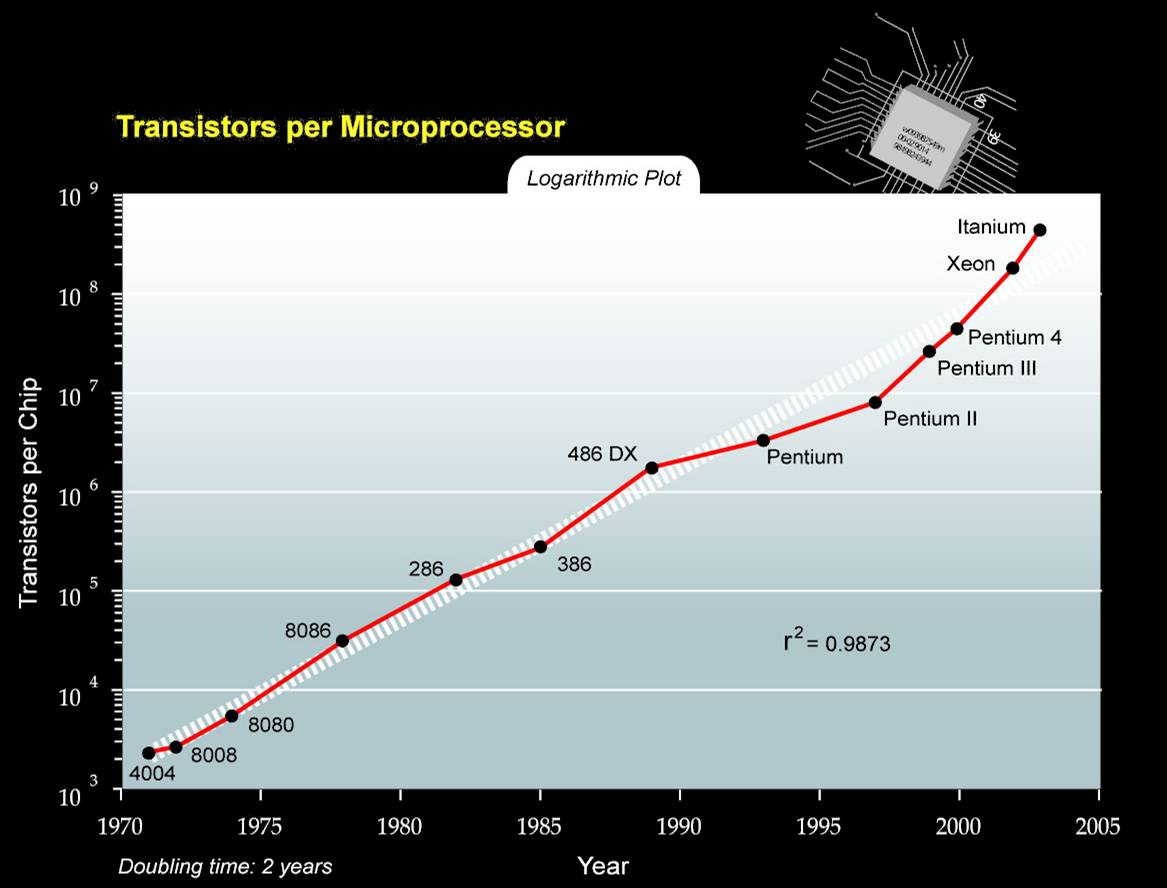 Transistors per Microprocessor
Logarithmic Plot
40
39
Transistors per Chip
10 9
10 8
10 7
10 6
10 5
10 4
10 3
Itanium
Xeon
Pentium 4
Pentium III
Pentium II
Pentium
486 DX
386
286
8086
8080
8008
4004
r2 = 0.9873
1970 1975 1980 1985 1990 1995 2000 2005
Doubling time: 2 years
Year